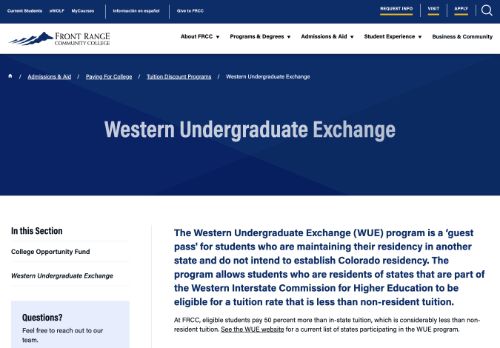 Current Students eWOLF MyCourses Información en español Give to FRCC REQUEST INFO VISIT APPLY
FRONT RANGE
COMMUNITY COLLEGE
About FRCC ▼ Programs & Degrees ▼ Admissions & Aid ▼ Student Experience ▼ Business & Community
/ Admissions & Aid / Paying For College / Tuition Discount Programs / Western Undergraduate Exchange
Western Undergraduate Exchange
In this Section
College Opportunity Fund
Western Undergraduate Exchange
Questions?
Feel free to reach out to our
team.
The Western Undergraduate Exchange (WUE) program is a ‘guest
pass’ for students who are maintaining their residency in another
state and do not intend to establish Colorado residency. The
program allows students who are residents of states that are part of
the Western Interstate Commission for Higher Education to be
eligible for a tuition rate that is less than non-resident tuition.
At FRCC, eligible students pay 50 percent more than in-state tuition, which is considerably less than non-
resident tuition. See the WUE website for a current list of states participating in the WUE program.